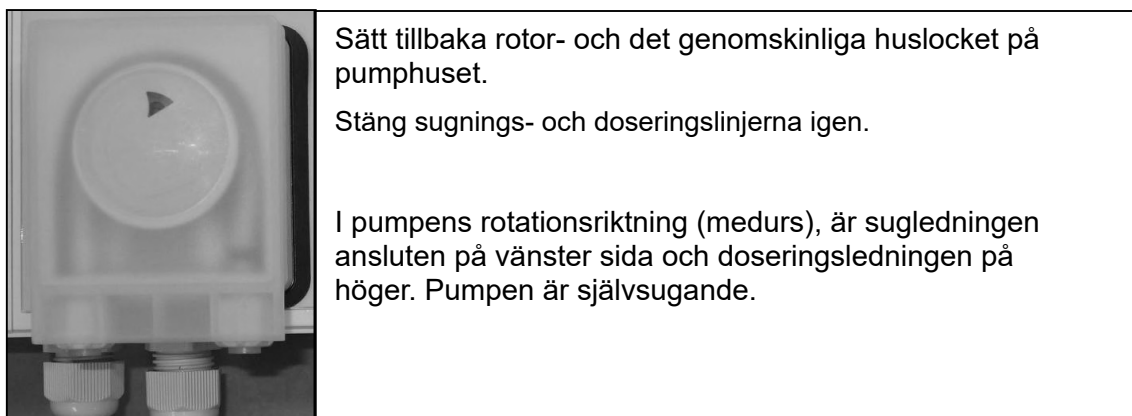 Sätt tillbaka rotor- och det genomskinliga huslocket på
pumphuset.
Stäng sugnings- och doseringslinjerna igen.
I pumpens rotationsriktning (medurs), är sugledningen
ansluten på vänster sida och doseringsledningen på
höger. Pumpen är självsugande.